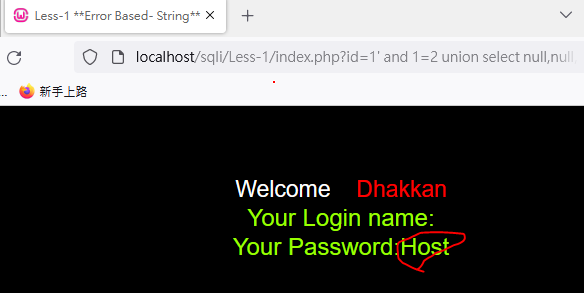 Less-1 **Error Based- String**
localhost/sqli/Less-1/index.php?id=1' and 1=2 union select null,null,
... 新手上路
Welcome Dhakkan
Your Login name:
Your Password:Host